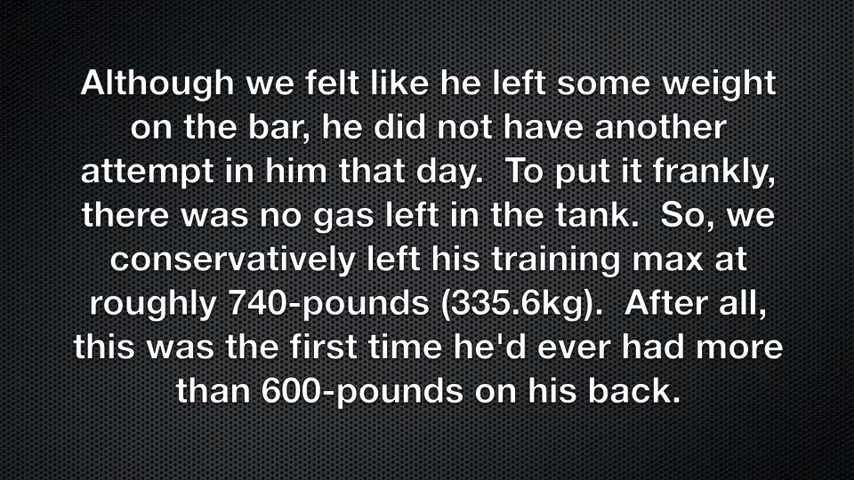 Although we felt like he left some weight
on the bar, he did not have another
attempt in him that day.  To put it frankly,
there was no gas left in the tank.  So, we
conservatively left his training max at
roughly 740-pounds (335.6kg).  After all,
this was the first time he'd ever had more
than 600-pounds on his back.